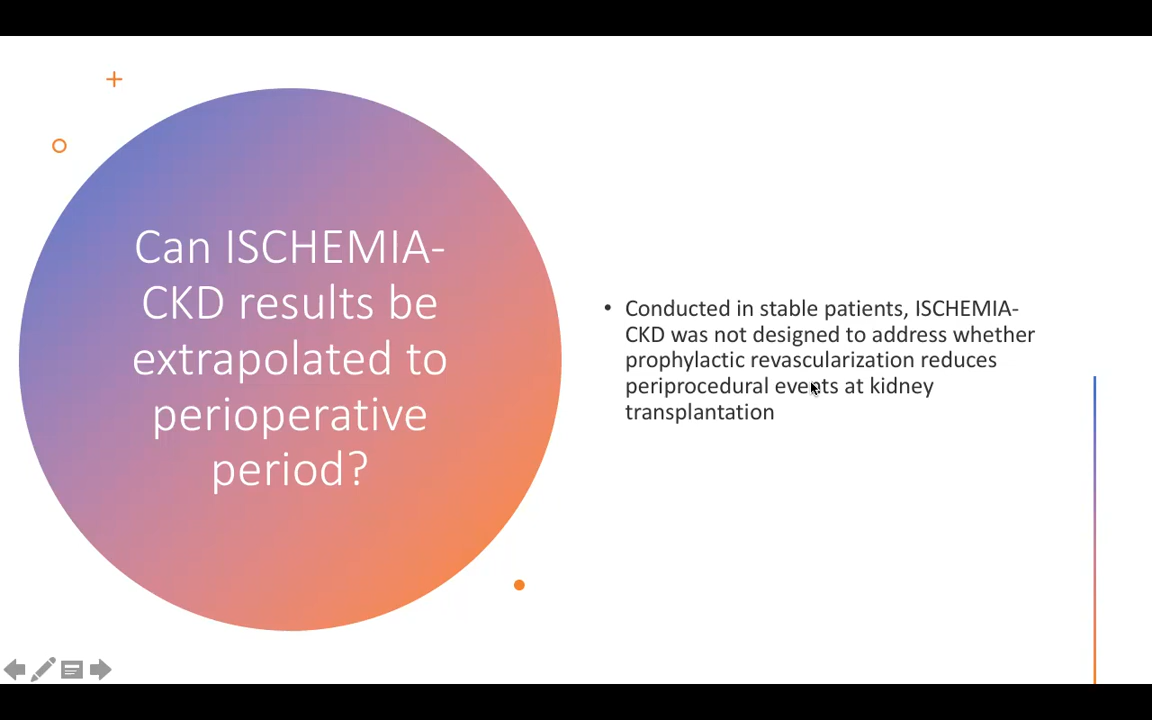 Can ISCHEMIA-
CKD results be
extrapolated to
perioperative
period?
• Conducted in stable patients, ISCHEMIA-
CKD was not designed to address whether
prophylactic revascularization reduces
periprocedural events at kidney
transplantation